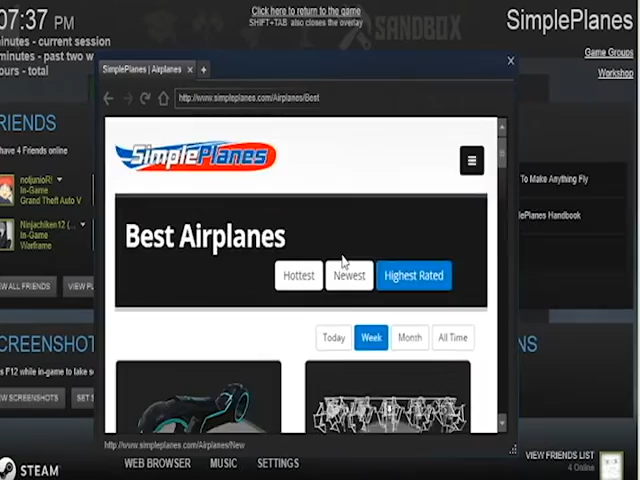 07:37 PM
minutes - current session
minutes - past two w
ours - total
Click here to return to the game
SHIFT+TAB also closes the overlay
SANDBOX
SimplePlanes
Game Groups
Workshop
SimplePlanes | Airplanes × +
http://www.simpleplanes.com/Airplanes/Best
RIENDS
have 4 Friends online
notjunioR!
In-Game
Grand Theft Auto V
Ninjachiken12 (...
In-Game
Warframe
EW ALL FRIENDS
VIEW PL
SimplePlanes
Best Airplanes
Hottest Newest Highest Rated
Today Week Month All Time
To Make Anything Fly
lePlanes Handbook
CREENSHOT
NS
s F12 while in-game to take s
EW SCREENSHOTS
SET S
http://www.simpleplanes.com/Airplanes/New
STEAM
WEB BROWSER MUSIC SETTINGS
VIEW FRIENDS LIST
4 Online